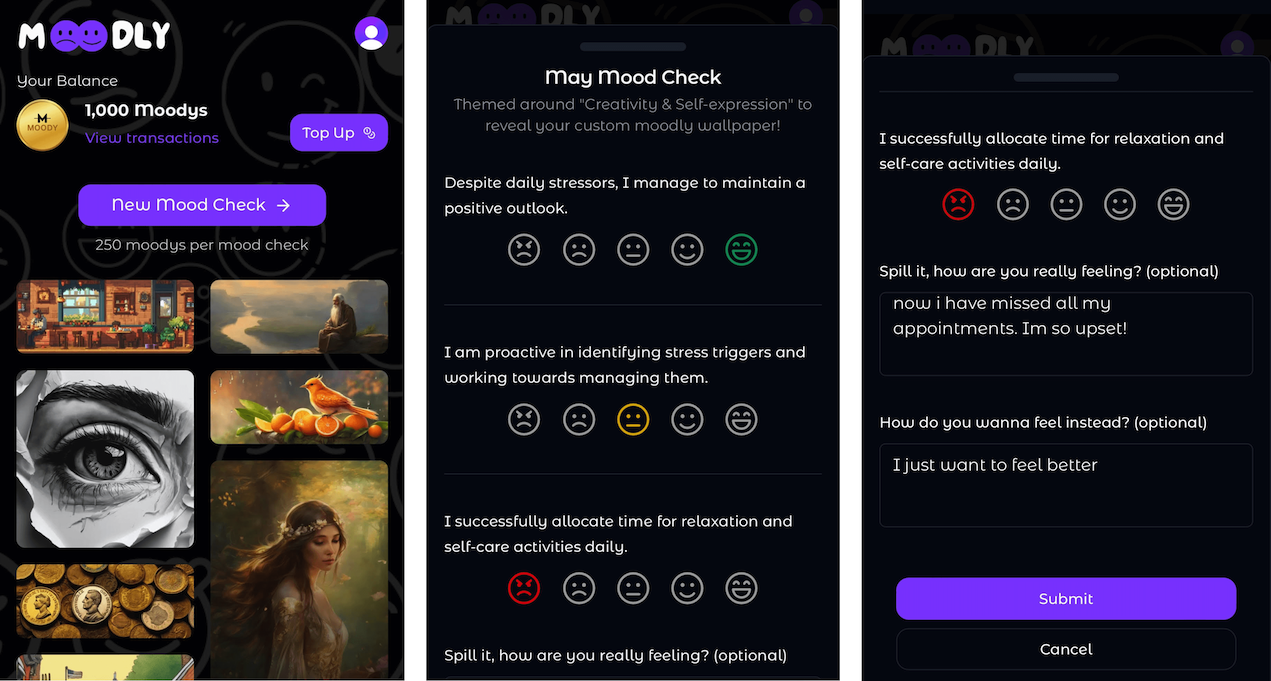 MOODLY
Your Balance
1,000 Moodys
View transactions
M
MOODY
Top Up
New Mood Check →
250 moodys per mood check
MOODLY
May Mood Check
Themed around "Creativity & Self-expression" to
reveal your custom moodly wallpaper!
Despite daily stressors, I manage to maintain a
positive outlook.
I am proactive in identifying stress triggers and
working towards managing them.
I successfully allocate time for relaxation and
self-care activities daily.
Spill it, how are you really feeling? (optional)
MOODLY
I successfully allocate time for relaxation and
self-care activities daily.
Spill it, how are you really feeling? (optional)
now i have missed all my
appointments. Im so upset!
How do you wanna feel instead? (optional)
I just want to feel better
Submit
Cancel